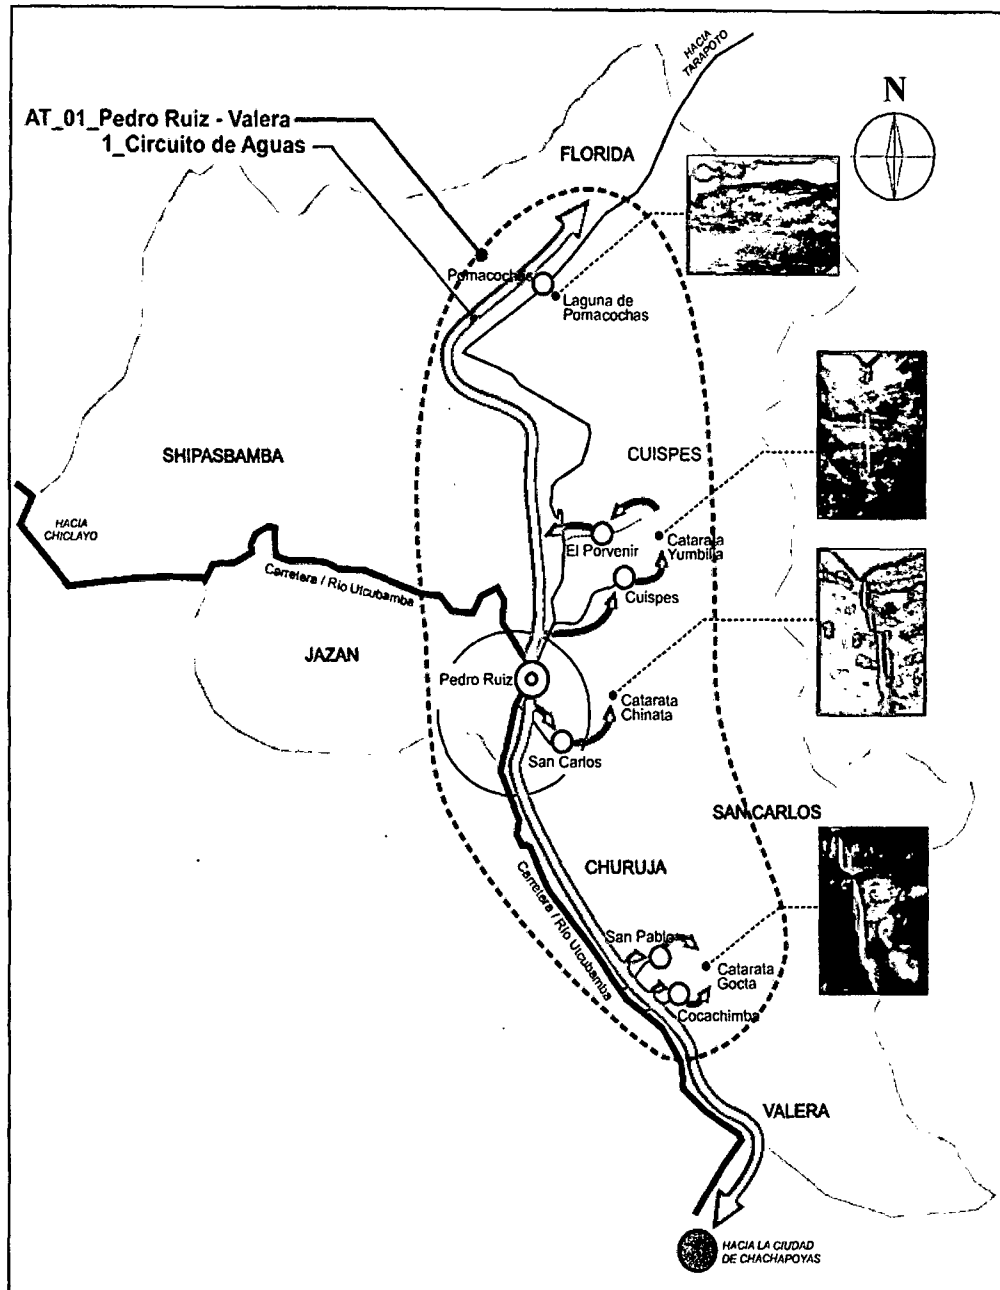 HACIA
TARAPOTO
N
AT_01_Pedro Ruiz - Valera
1_Circuito de Aguas
FLORIDA
Pomacochas
Laguna de
Pomacochas
SHIPASBAMBA
CUISPES
HACIA
CHICLAYO
El Porvenir
Catarata
Yumbilla
Carretera / Río Utcubamba
Cuispes
JAZAN
Pedro Ruiz
Catarata
Chinata
San Carlos
SAN CARLOS
CHURUJA
Carretera / Río Utcubamba
San Pablo
Catarata
Gocta
Cocachimba
VALERA
HACIA LA CIUDAD
DE CHACHAPOYAS